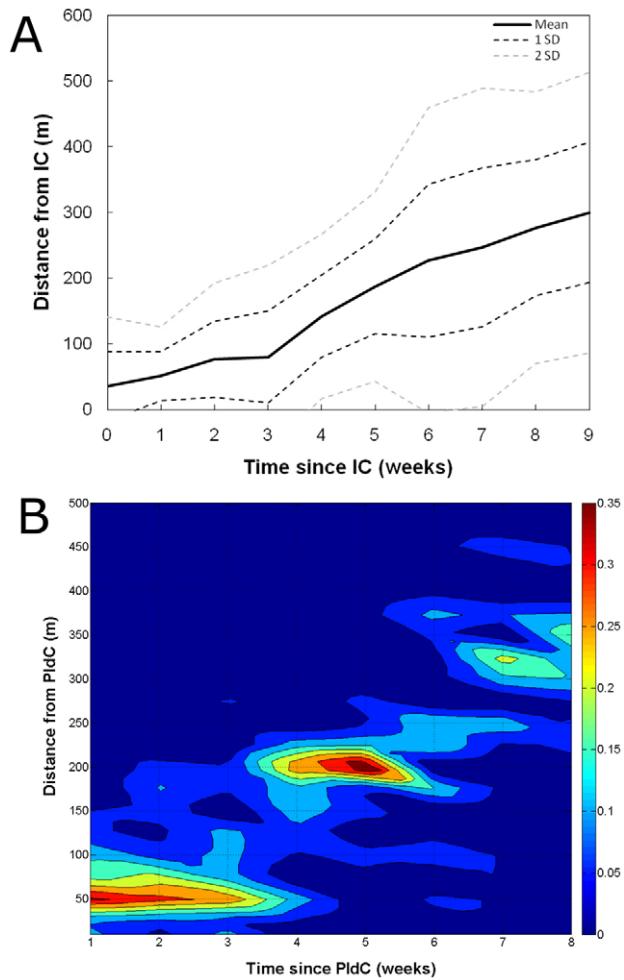 A
600
500
400
300
200
100
0
Distance from IC (m)
Mean
1 SD
2 SD
0 1 2 3 4 5 6 7 8 9
Time since IC (weeks)
B
500
450
400
350
300
250
200
150
100
50
Distance from PldC (m)
1 2 3 4 5 6 7 8
Time since PldC (weeks)
0.35
0.3
0.25
0.2
0.15
0.1
0.05
0